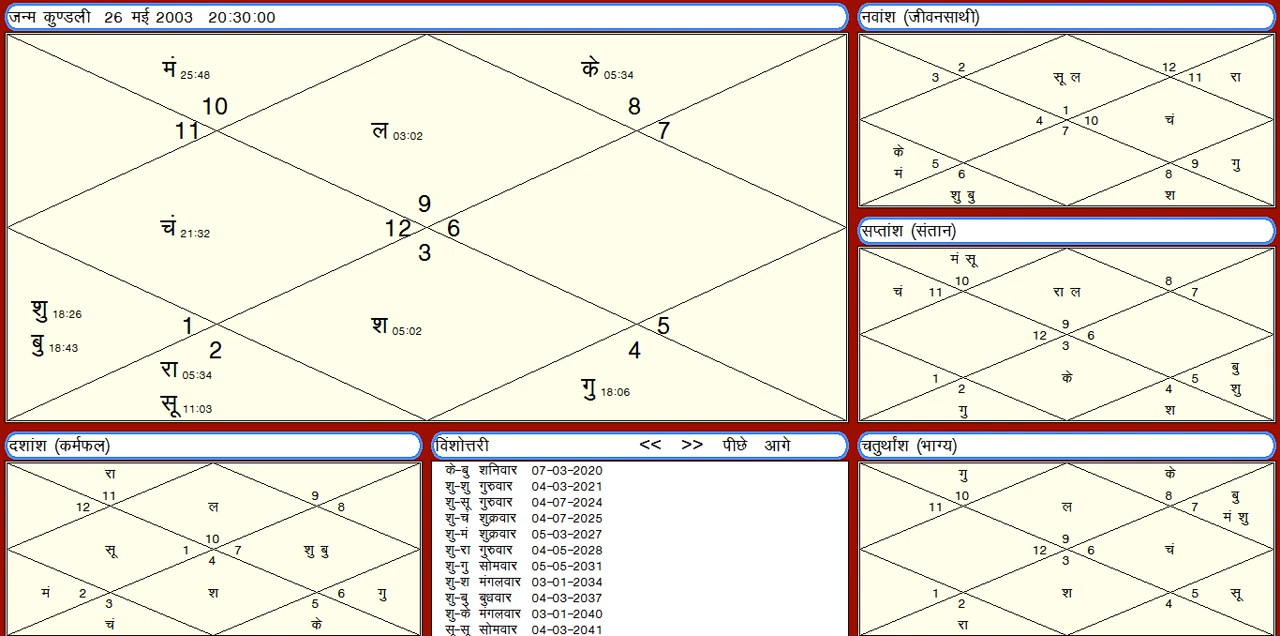 जन्म कुण्डली 26 मई 2003 20:30:00
मं 25:48
के 05:34
10
8
11
ल 03:02
7
9
चं 21:32
12
6
3
शु 18:26
1
श 05:02
5
बु 18:43
2
4
रा 05:34
गु 18:06
सू 11:03
नवांश (जीवनसाथी)
2
12
3
सू ल
11
रा
1
4
10
चं
7
के
5
9
गु
मं
6
8
शु बु
श
सप्तांश (संतान)
मं सू
10
8
चं
11
रा ल
7
9
12
6
3
बु
1
के
5
2
4
शु
गु
श
दशांश (कर्मफल)
रा
11
9
12
ल
8
10
सू
1
7
शु बु
4
मं
2
श
6
गु
3
5
चं
के
विंशोत्तरी << >> पीछे आगे
के-बु शनिवार 07-03-2020
शु-शु गुरुवार 04-03-2021
शु-सू गुरुवार 04-07-2024
शु-चं शुक्रवार 04-07-2025
शु-मं शुक्रवार 05-03-2027
शु-रा गुरुवार 04-05-2028
शु-गु सोमवार 05-05-2031
शु-श मंगलवार 03-01-2034
शु-बु बुधवार 04-03-2037
शु-के मंगलवार 03-01-2040
सू-सू सोमवार 04-03-2041
चतुर्थांश (भाग्य)
गु
के
10
8
बु
11
ल
7
मं शु
9
12
6
चं
3
1
श
5
सू
2
4
रा